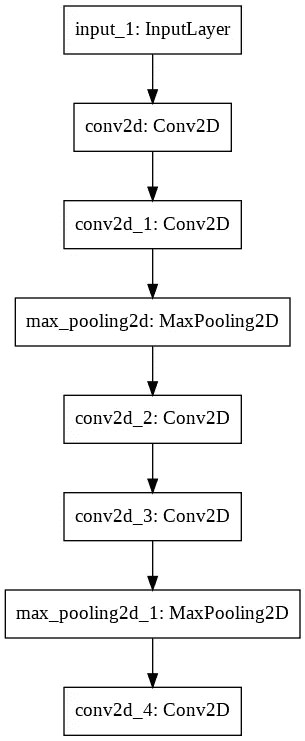 input_1: InputLayer
conv2d: Conv2D
conv2d_1: Conv2D
max_pooling2d: MaxPooling2D
conv2d_2: Conv2D
conv2d_3: Conv2D
max_pooling2d_1: MaxPooling2D
conv2d_4: Conv2D